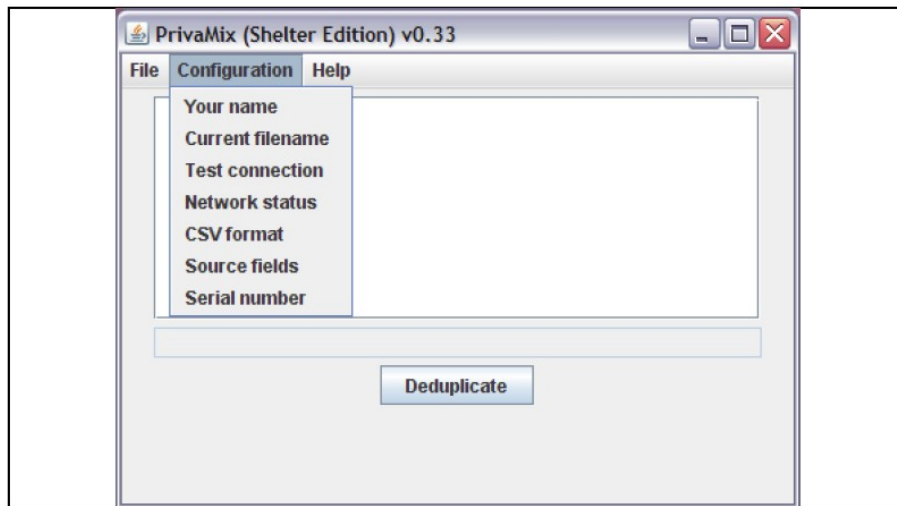 PrivaMix (Shelter Edition) v0.33
File Configuration Help
Your name
Current filename
Test connection
Network status
CSV format
Source fields
Serial number
Deduplicate